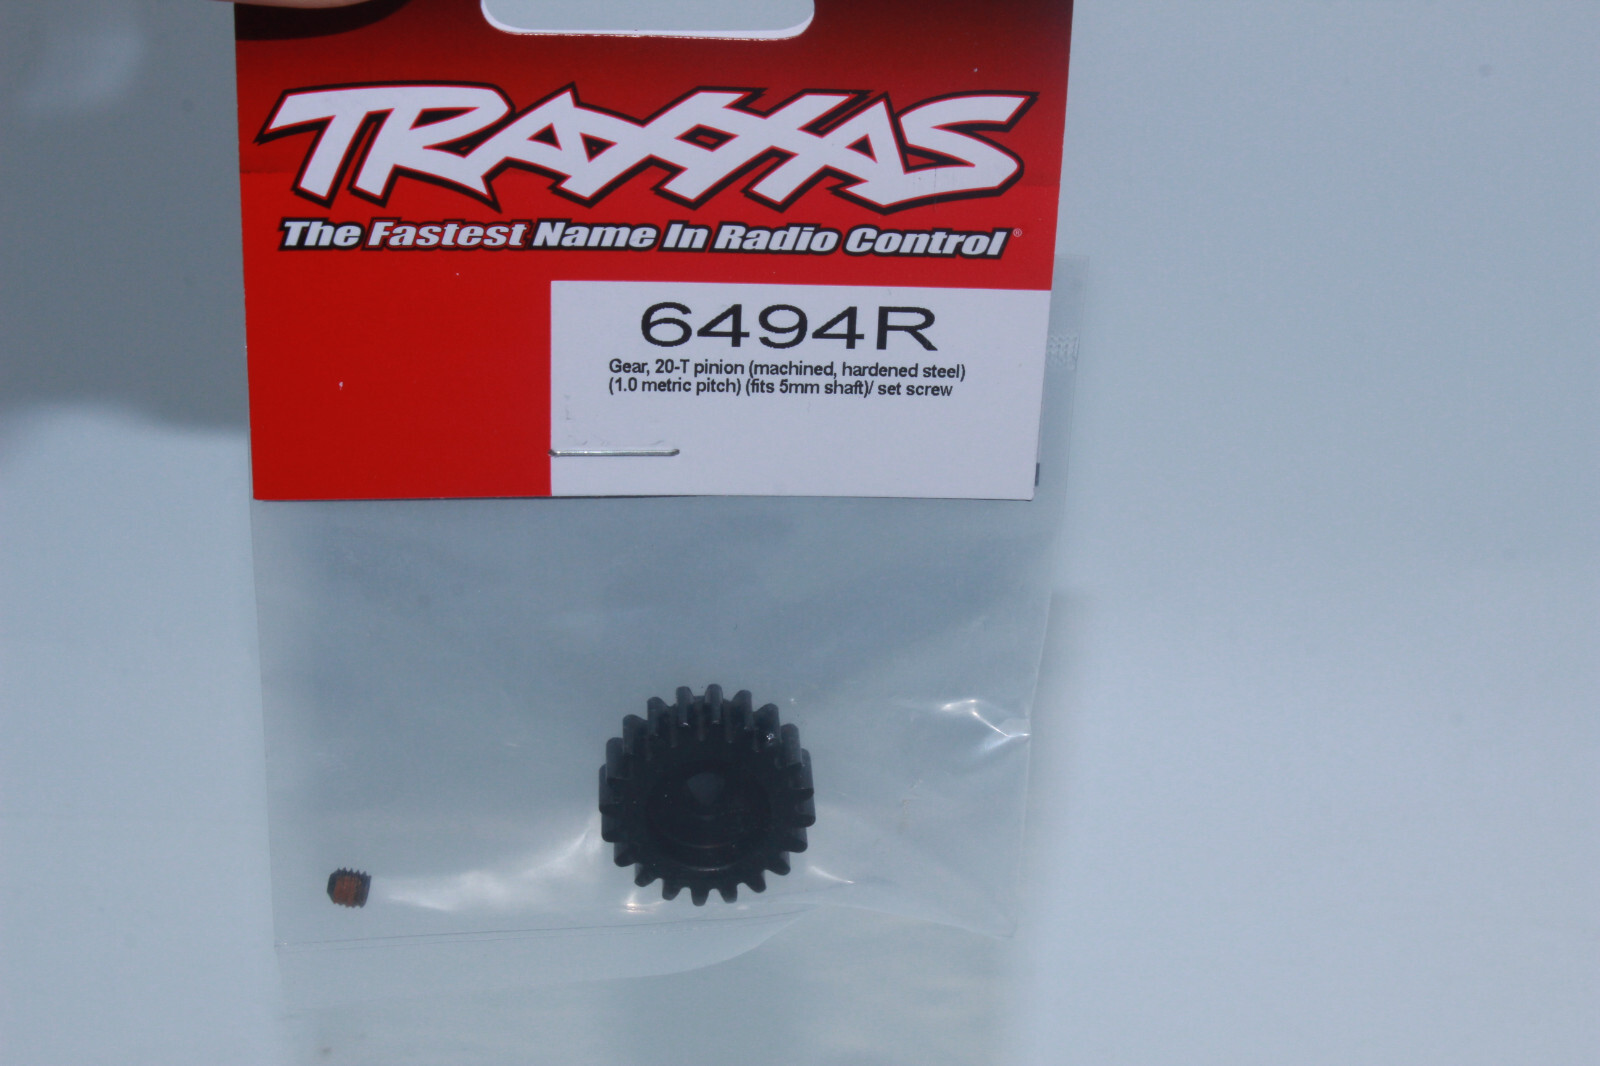 TRAXXAS
The Fastest Name In Radio Control®
6494R
Gear, 20-T pinion (machined, hardened steel)
(1.0 metric pitch) (fits 5mm shaft)/ set screw